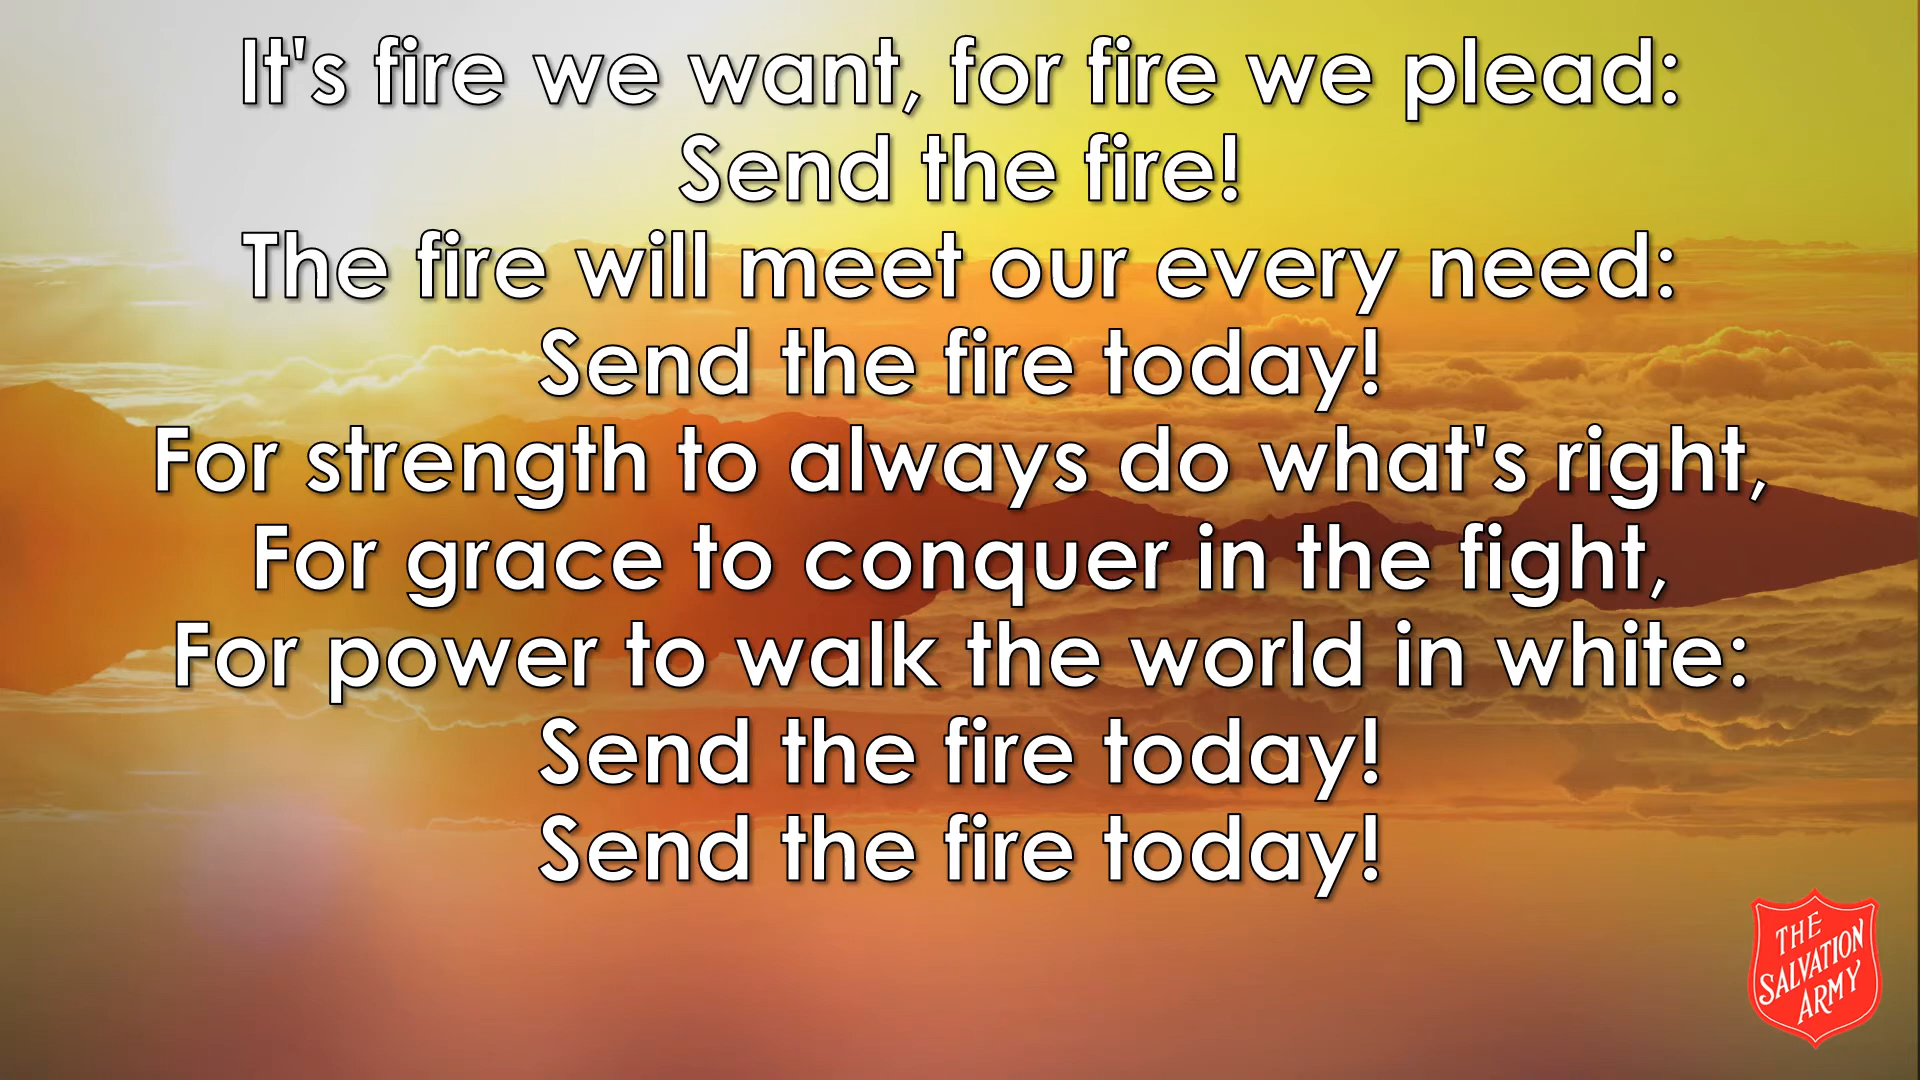 It's fire we want, for fire we plead:
Send the fire!
The fire will meet our every need:
Send the fire today!
For strength to always do what's right,
For grace to conquer in the fight,
For power to walk the world in white:
Send the fire today!
Send the fire today!
THE
SALVATION
ARMY